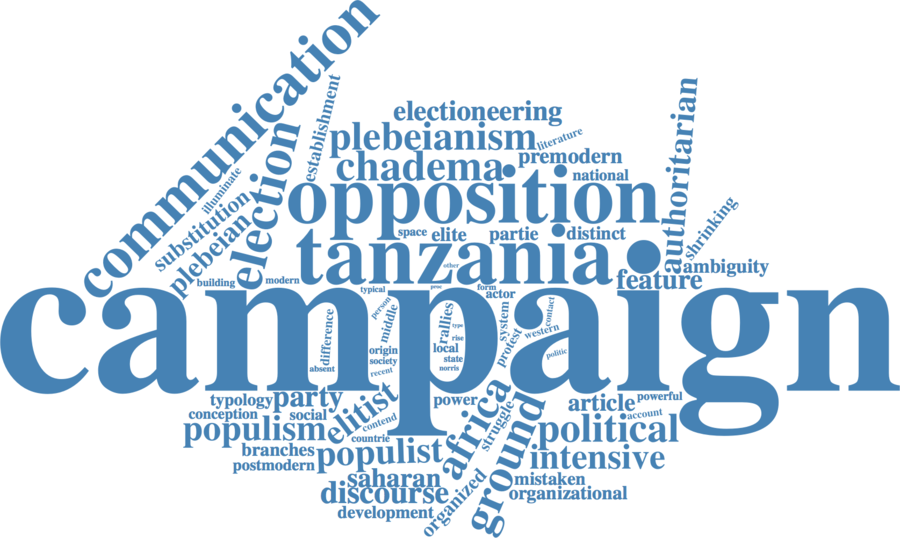 communication
establishment
electioneering
plebeianism
literature
election
chadema
premodern
national
illuminate
substitution
plebeian
opposition
authoritarian
shrinking
space
elite
partie
distinct
tanzania
other
ambiguity
feature
building
modern
campaign
typical
proc
form
actor
person
middle
difference
rallies
type
rise
system
contact
western
protest
politic
origin
local
society
state
absent
recent
norris
typology
party
power
article
powerful
conception
social
elitist
contend
account
populism
countrie
africa
struggle
ground
political
branches
populist
intensive
postmodern
saharan
mistaken
discourse
organized
organizational
development